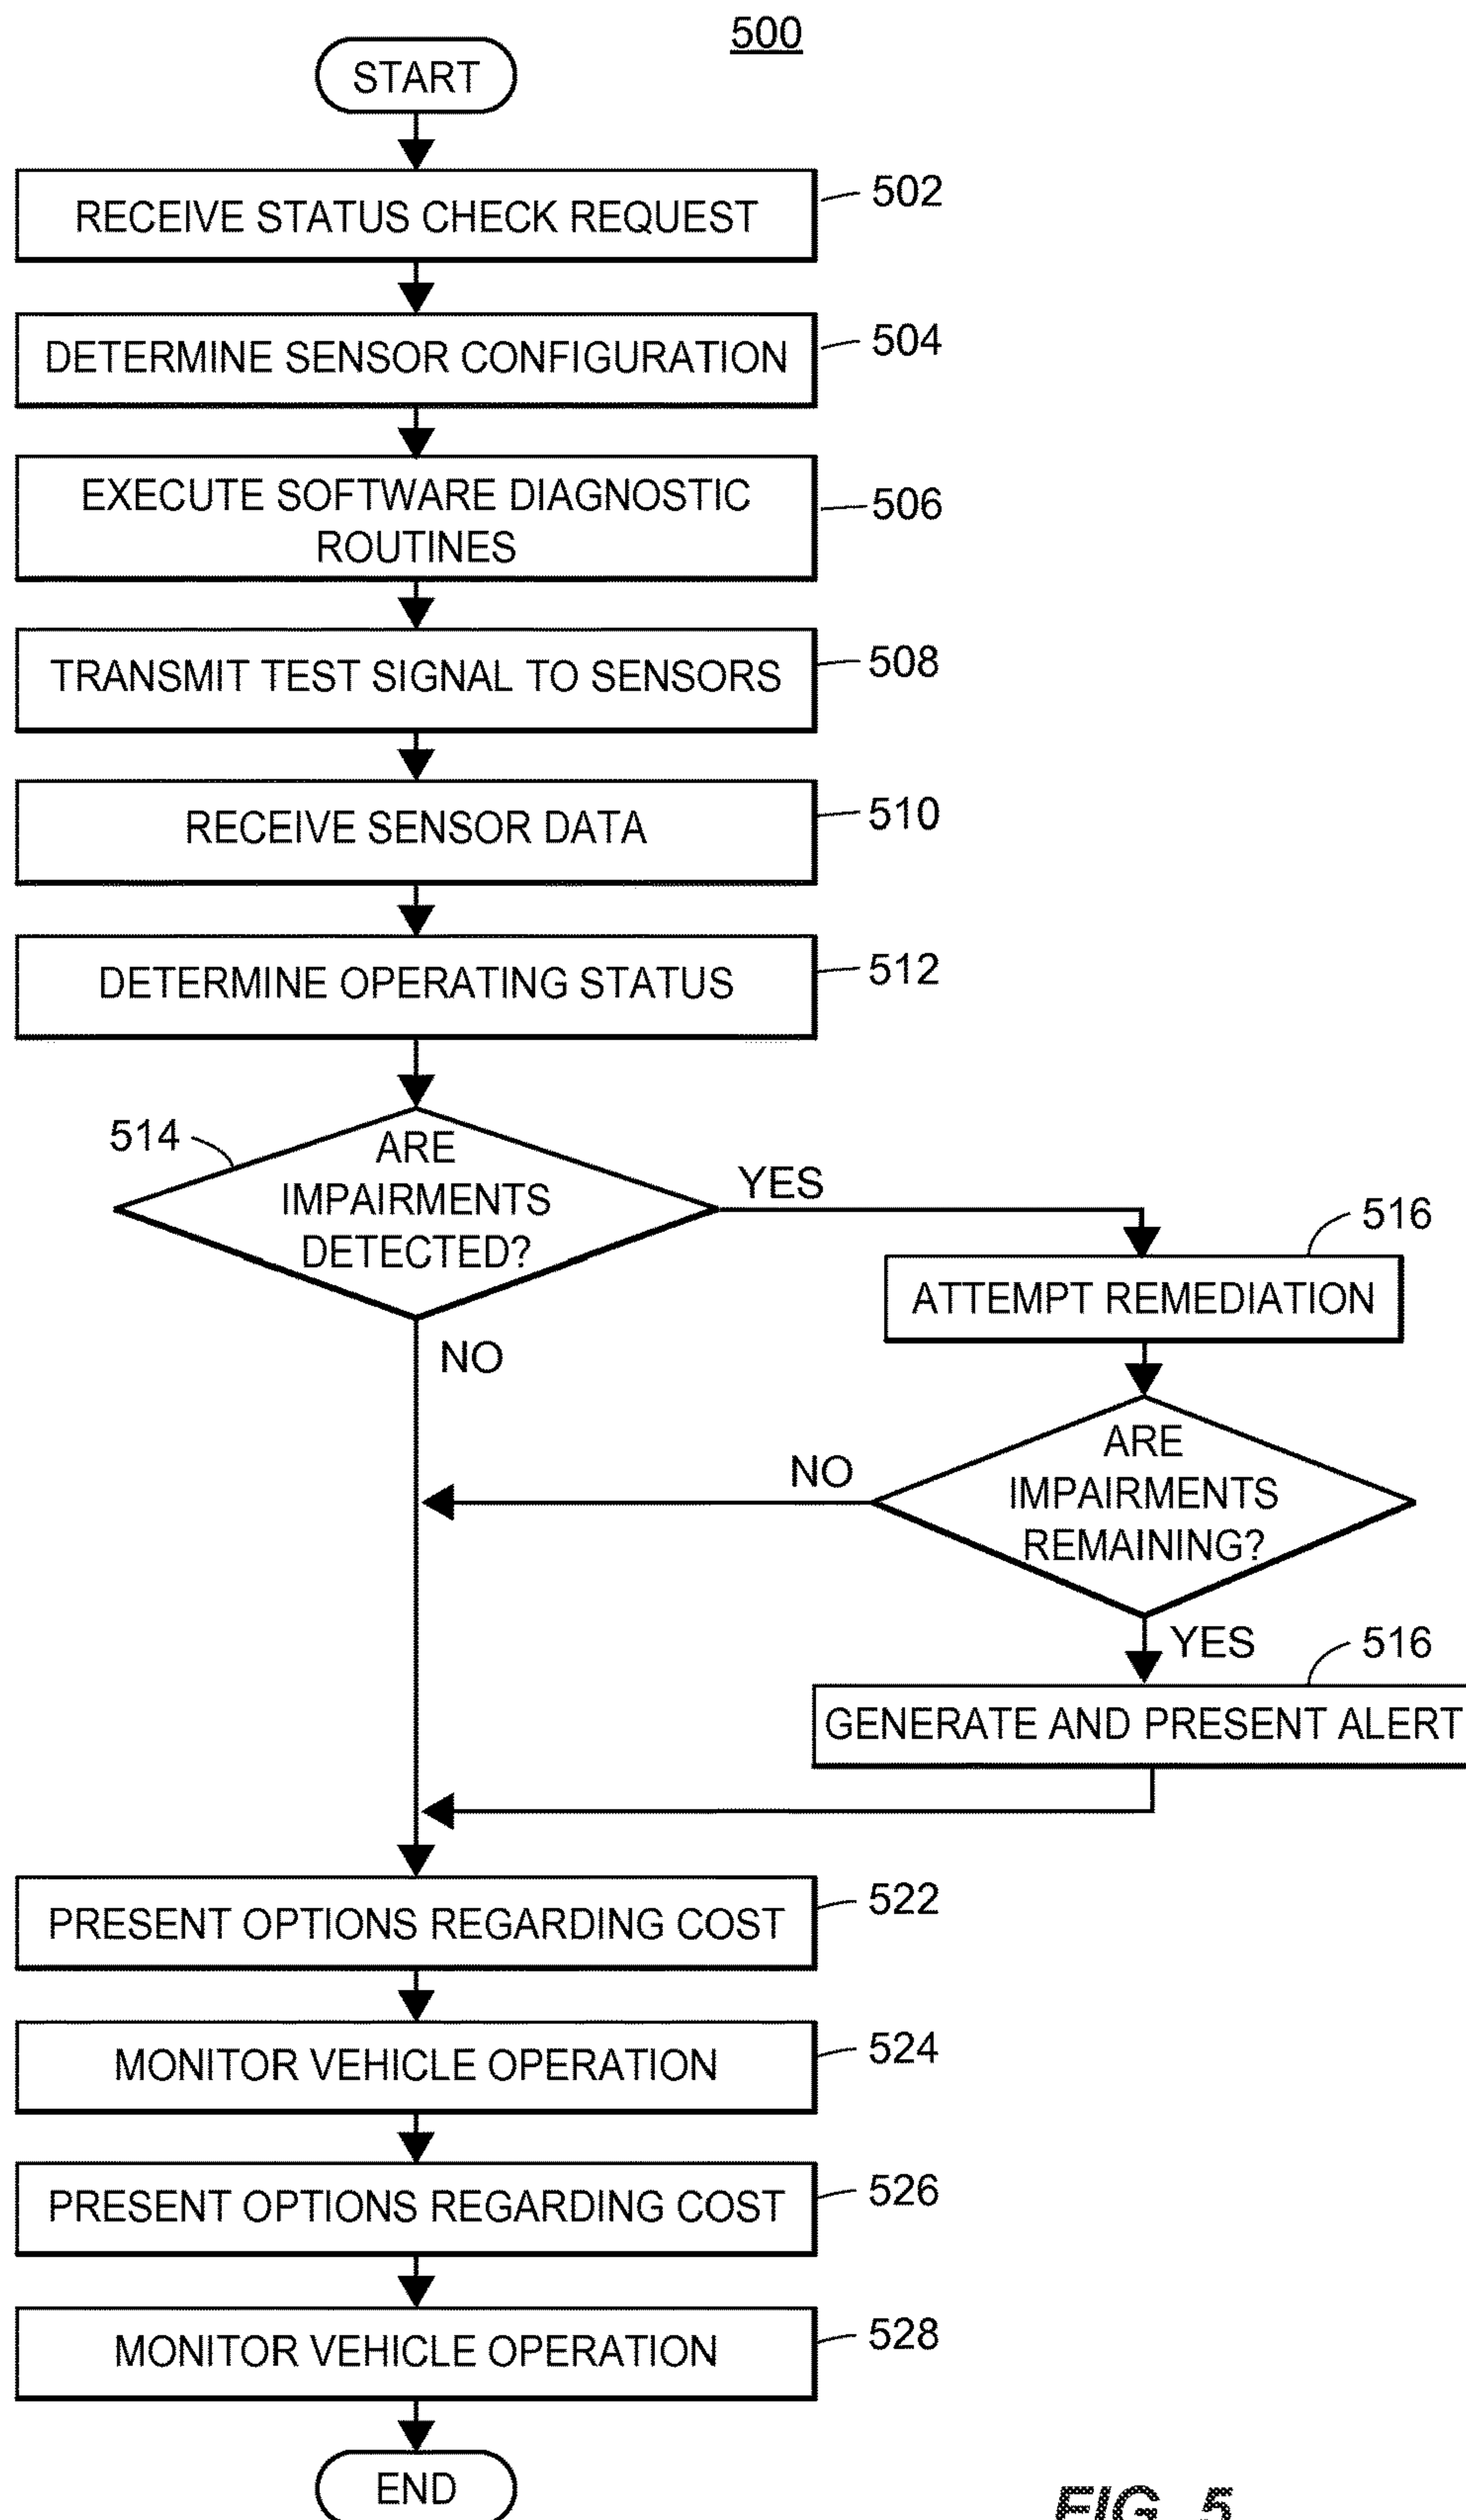 500
START
RECEIVE STATUS CHECK REQUEST
502
DETERMINE SENSOR CONFIGURATION
504
EXECUTE SOFTWARE DIAGNOSTIC
ROUTINES
506
TRANSMIT TEST SIGNAL TO SENSORS
508
RECEIVE SENSOR DATA
510
DETERMINE OPERATING STATUS
512
514
ARE
IMPAIRMENTS
DETECTED?
YES
NO
516
ATTEMPT REMEDIATION
ARE
IMPAIRMENTS
REMAINING?
NO
YES
516
GENERATE AND PRESENT ALERT
PRESENT OPTIONS REGARDING COST
522
MONITOR VEHICLE OPERATION
524
PRESENT OPTIONS REGARDING COST
526
MONITOR VEHICLE OPERATION
528
END
FIG. 5